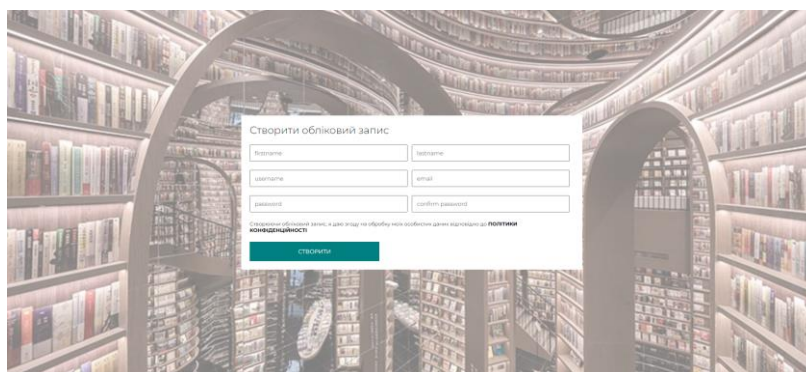 Створити обліковий запис
firstname
lastname
username
email
password
confirm password
Створюючи обліковий запис, я даю згоду на обробку моїх особистих даних відповідно до ПОЛІТИКИ
КОНФІДЕНЦІЙНОСТІ
СТВОРИТИ